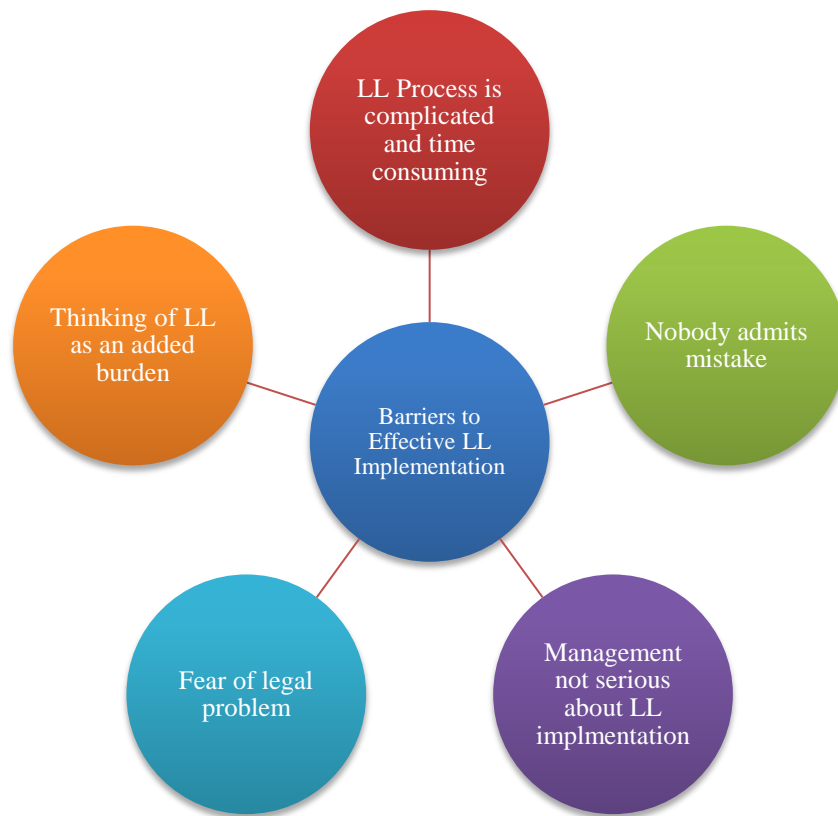 LL Process is
complicated
and time
consuming
Thinking of LL
as an added
burden
Nobody admits
mistake
Barriers to
Effective LL
Implementation
Fear of legal
problem
Management
not serious
about LL
implmentation